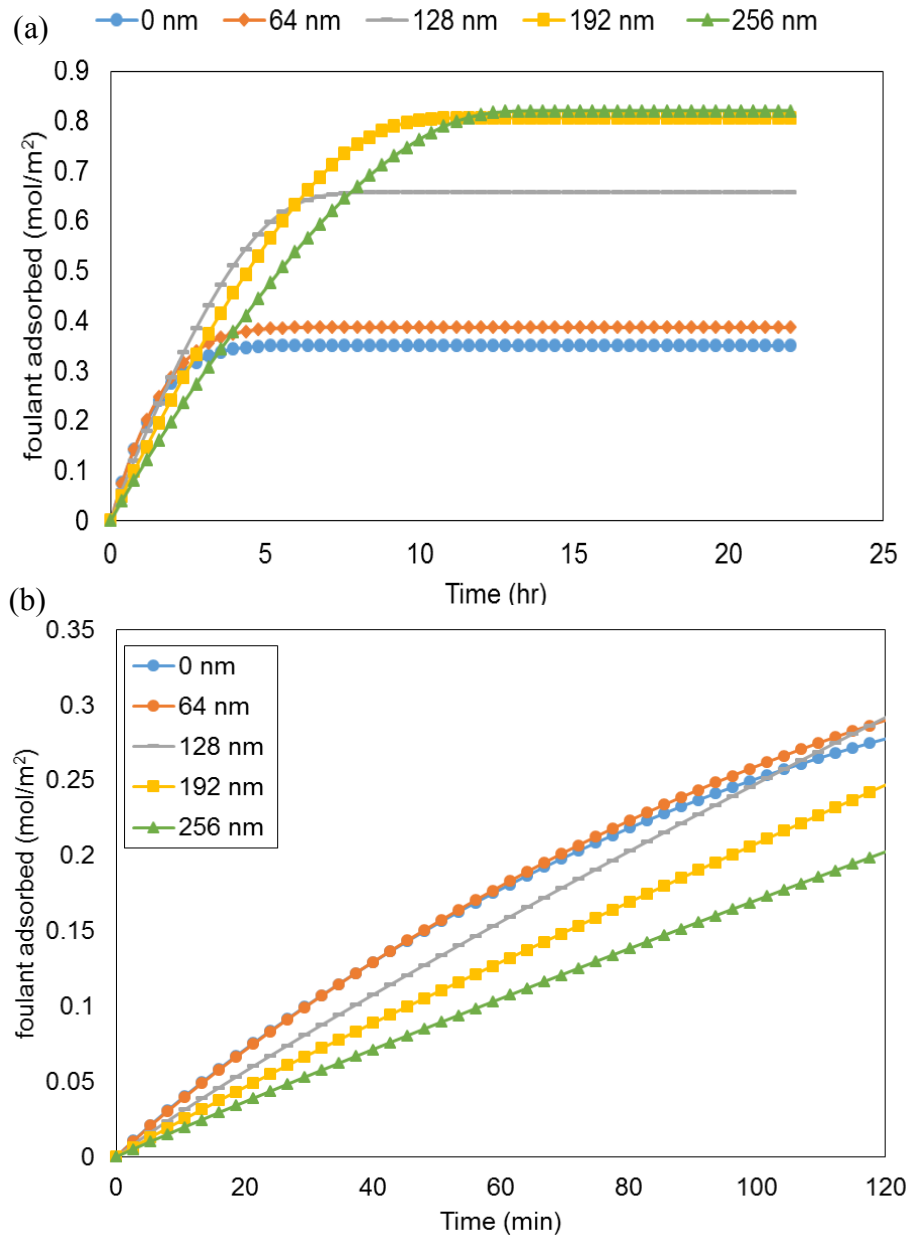 (a)
0 nm 64 nm 128 nm 192 nm 256 nm
foulant adsorbed (mol/m²)
0.9
0.8
0.7
0.6
0.5
0.4
0.3
0.2
0.1
0
0 5 10 15 20 25
Time (hr)
(b)
foulant adsorbed (mol/m²)
0.35
0.3
0.25
0.2
0.15
0.1
0.05
0
0 nm
64 nm
128 nm
192 nm
256 nm
0 20 40 60 80 100 120
Time (min)